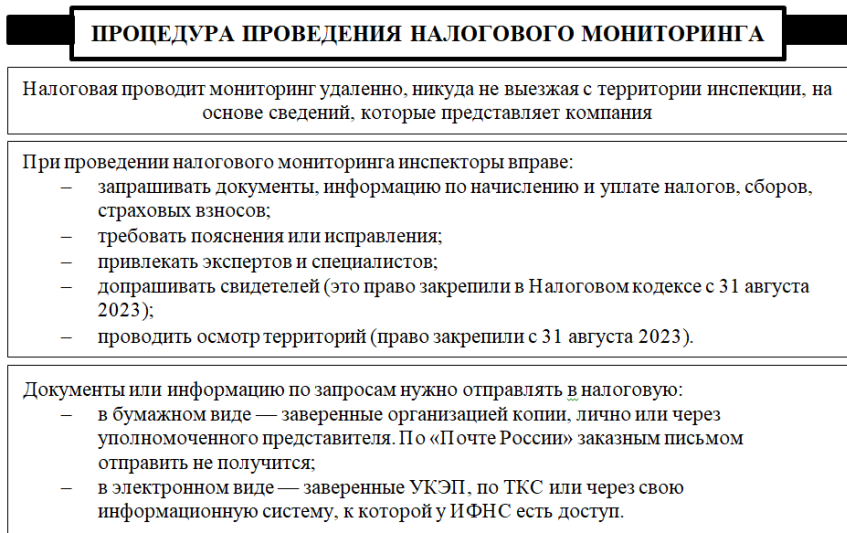 ПРОЦЕДУРА ПРОВЕДЕНИЯ НАЛОГОВОГО МОНИТОРИНГА
Налоговая проводит мониторинг удаленно, никуда не выезжая с территории инспекции, на
основе сведений, которые представляет компания
При проведении налогового мониторинга инспекторы вправе:
– запрашивать документы, информацию по начислению и уплате налогов, сборов,
страховых взносов;
– требовать пояснения или исправления;
– привлекать экспертов и специалистов;
– допрашивать свидетелей (это право закрепили в Налоговом кодексе с 31 августа
2023);
– проводить осмотр территорий (право закрепили с 31 августа 2023).
Документы или информацию по запросам нужно отправлять в налоговую:
– в бумажном виде — заверенные организацией копии, лично или через
уполномоченного представителя. По «Почте России» заказным письмом
отправить не получится;
– в электронном виде — заверенные УКЭП, по ТКС или через свою
информационную систему, к которой у ИФНС есть доступ.